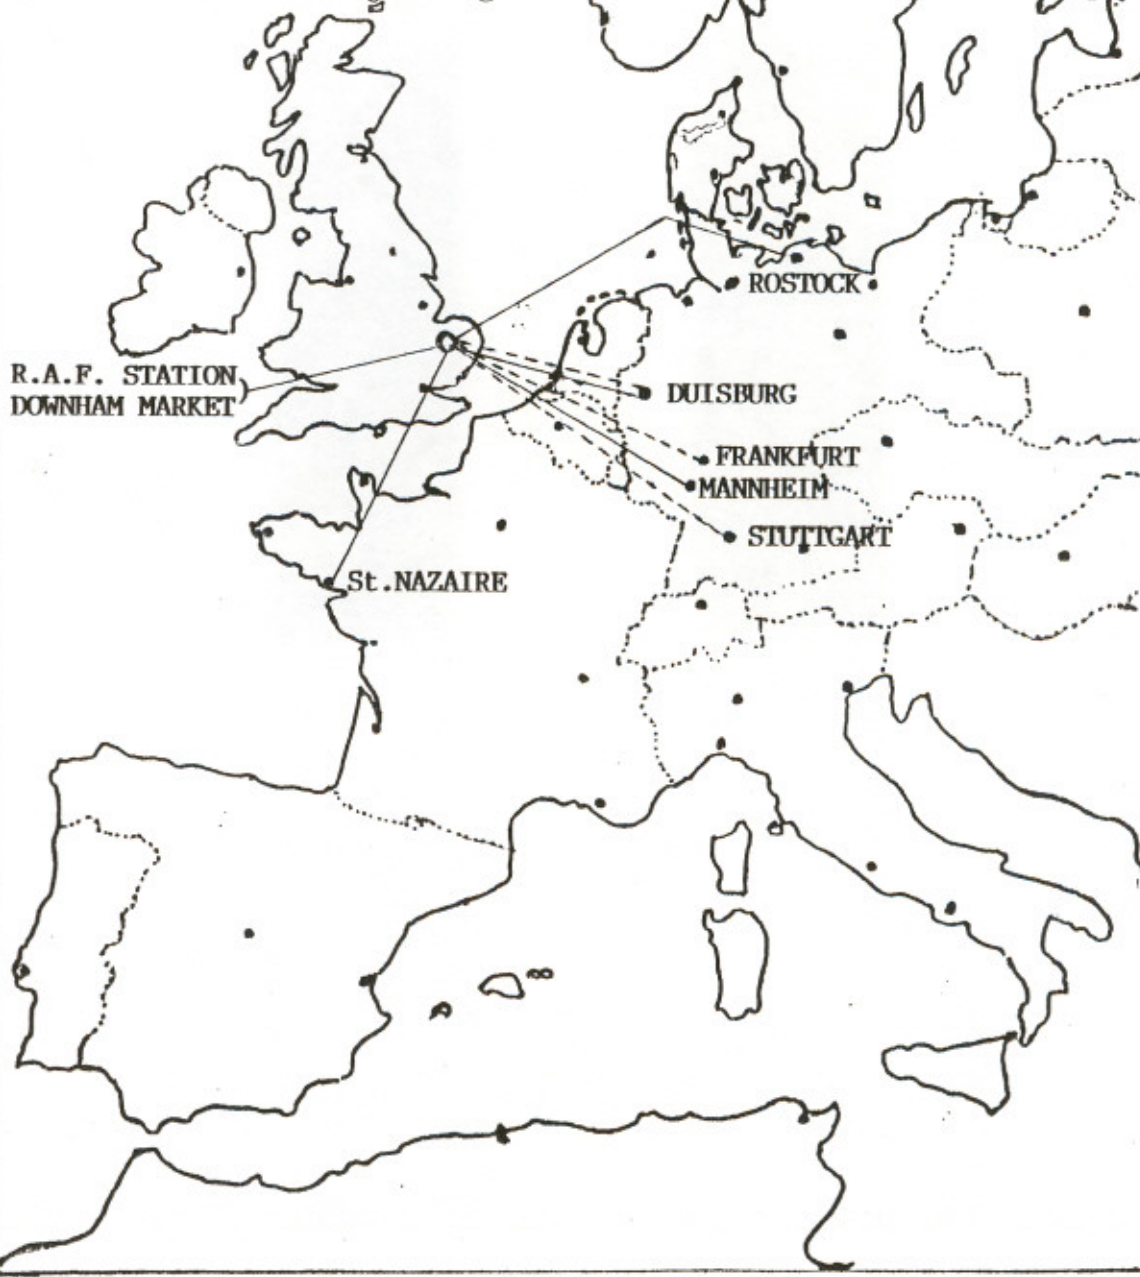 ROSTOCK
R.A.F. STATION
DOWNHAM MARKET
DUISBURG
FRANKFURT
MANNHEIM
STUTTGART
St.NAZAIRE